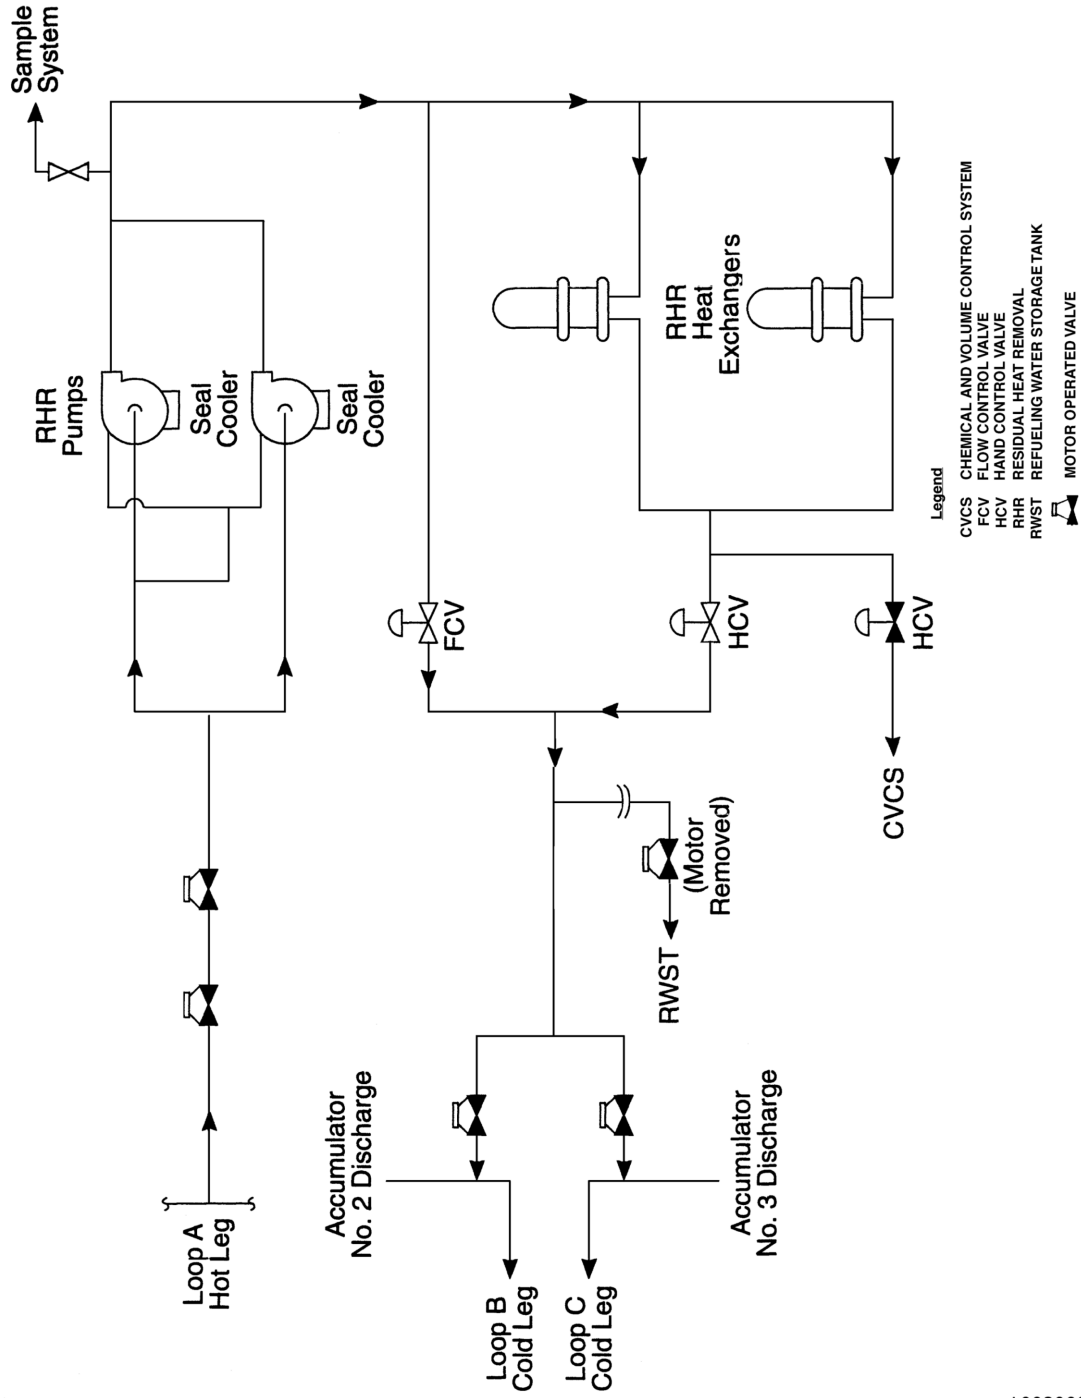 Sample
System
RHR
Pumps
Seal
Cooler
Seal
Cooler
RHR
Heat
Exchangers
FCV
HCV
HCV
CVCS
(Motor
Removed)
RWST
Accumulator
No. 2 Discharge
Accumulator
No. 3 Discharge
Loop A
Hot Leg
Loop B
Cold Leg
Loop C
Cold Leg
Legend
CVCS CHEMICAL AND VOLUME CONTROL SYSTEM
FCV FLOW CONTROL VALVE
HCV HAND CONTROL VALVE
RHR RESIDUAL HEAT REMOVAL
RWST REFUELING WATER STORAGE TANK
MOTOR OPERATED VALVE